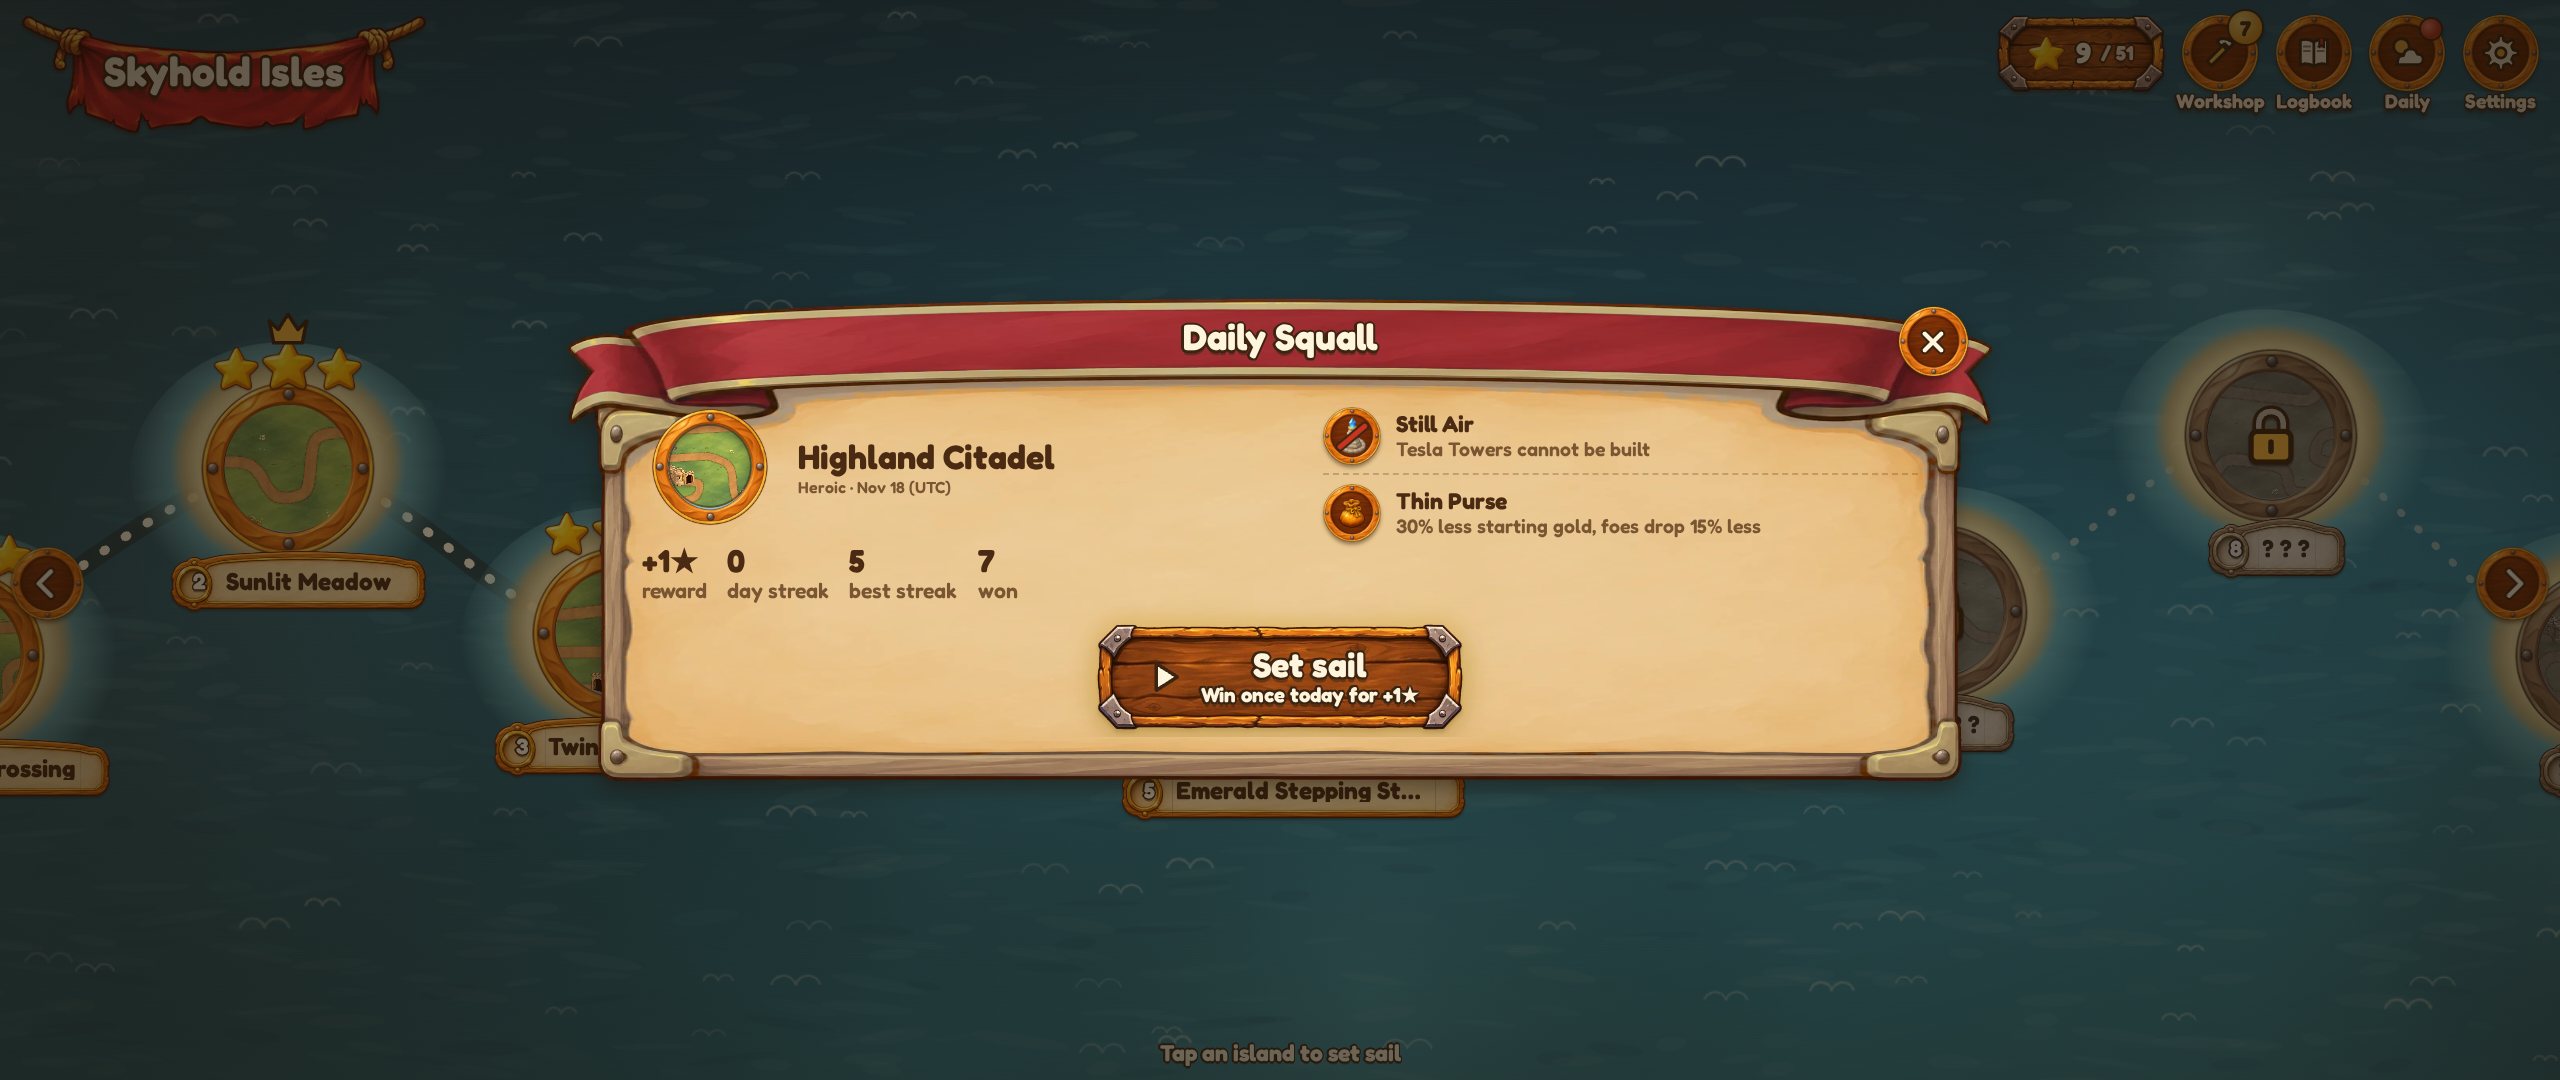 Skyhold Isles
9 / 51
7
Workshop
Logbook
Daily
Settings
Daily Squall
Highland Citadel
Heroic · Nov 18 (UTC)
+1★
reward
0
day streak
5
best streak
7
won
Still Air
Tesla Towers cannot be built
Thin Purse
30% less starting gold, foes drop 15% less
Set sail
Win once today for +1★
2 Sunlit Meadow
rossing
3 Twin
5 Emerald Stepping St...
?
8 ? ? ?
Tap an island to set sail